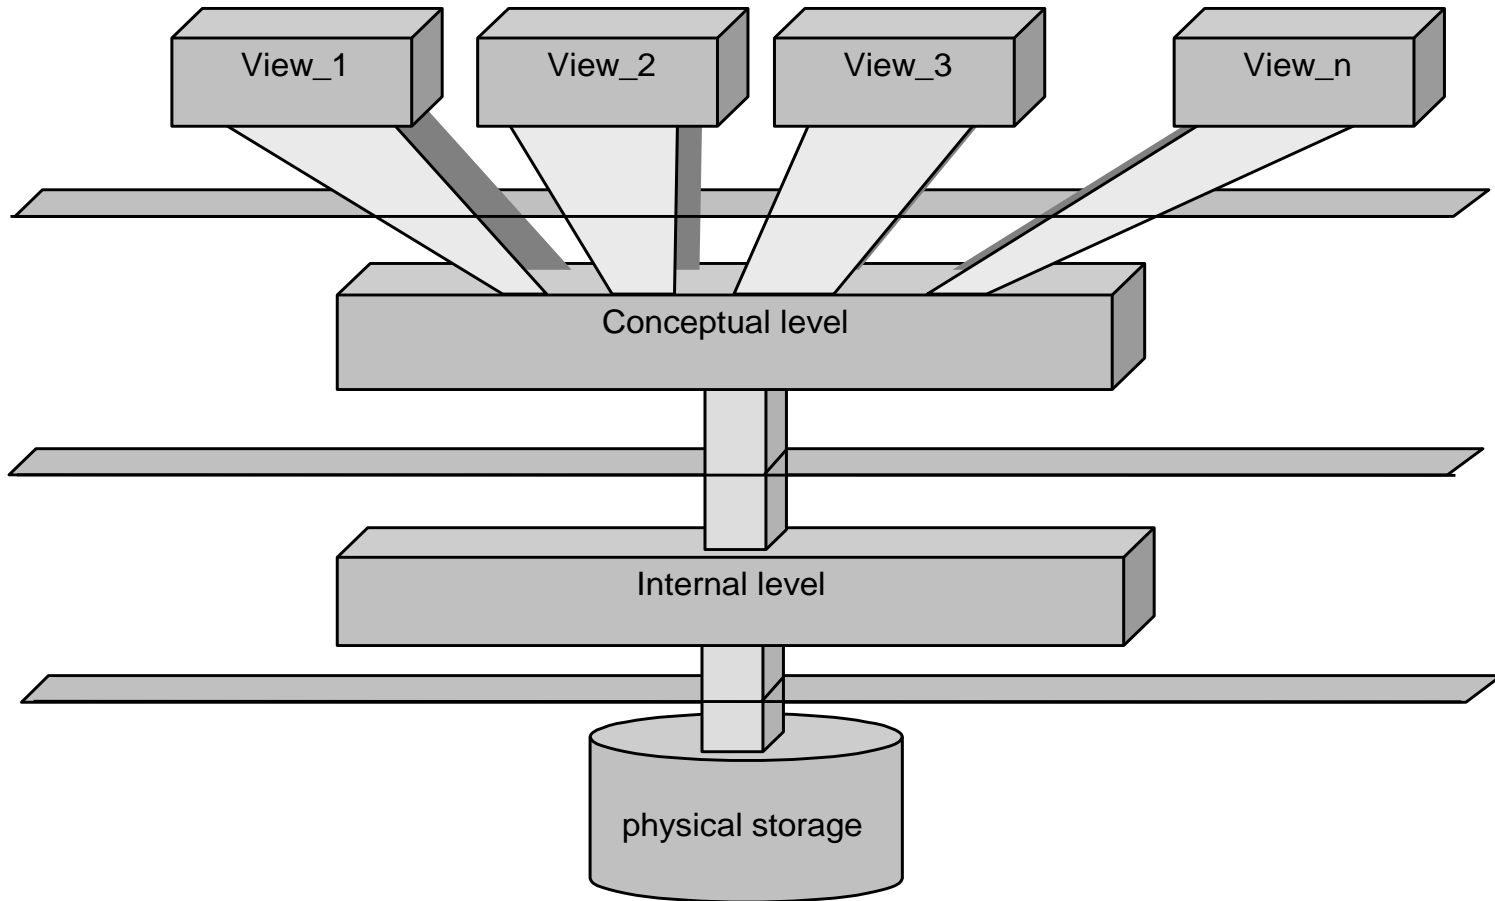 View_1
View_2
View_3
View_n
Conceptual level
Internal level
physical storage